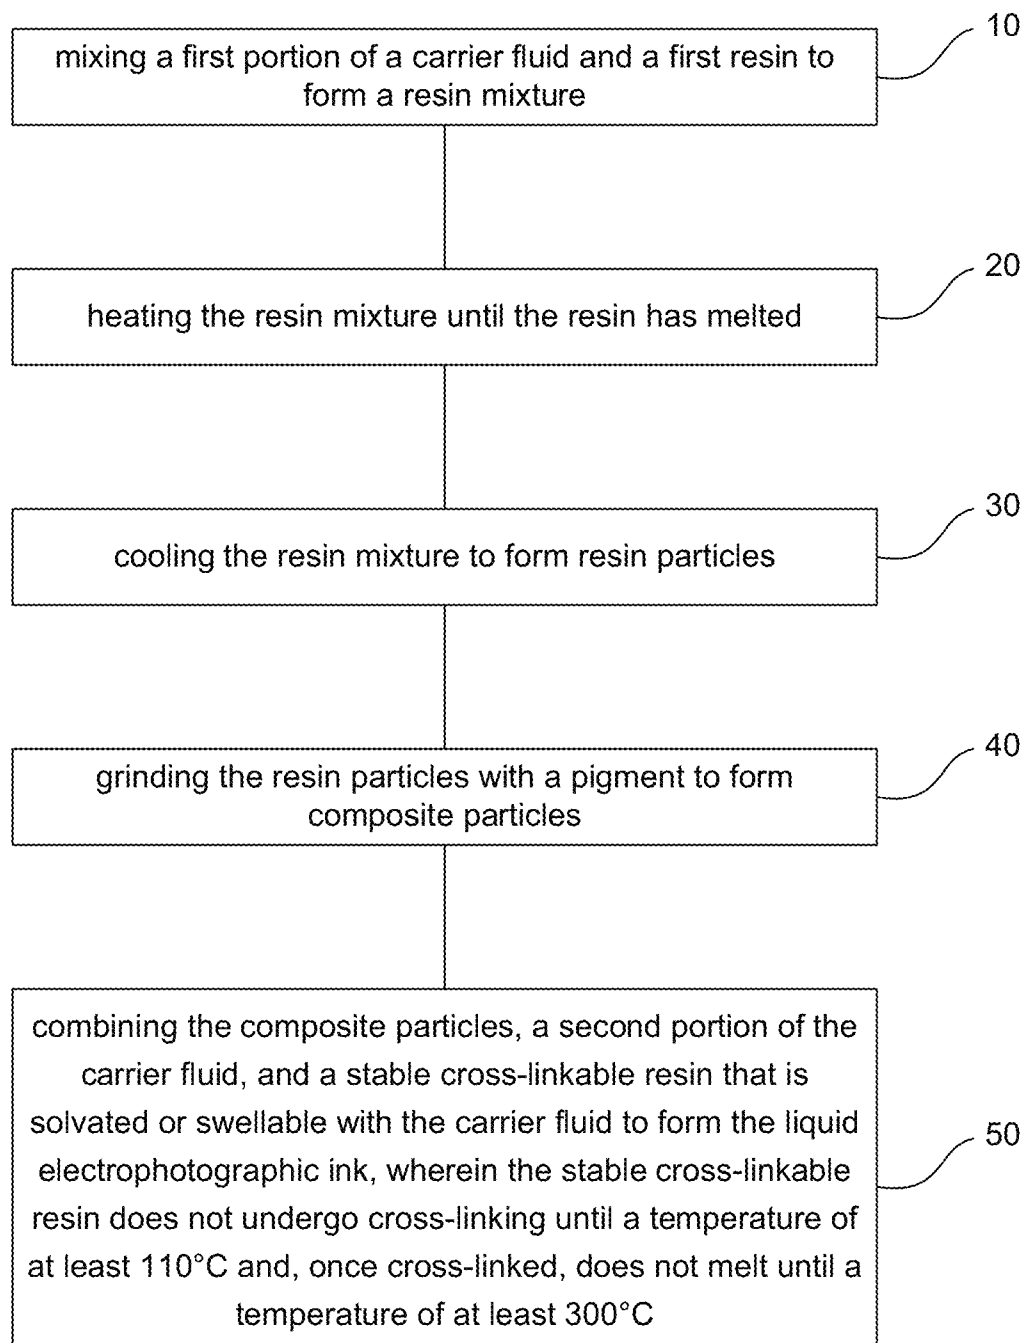 10
mixing a first portion of a carrier fluid and a first resin to
form a resin mixture
20
heating the resin mixture until the resin has melted
30
cooling the resin mixture to form resin particles
40
grinding the resin particles with a pigment to form
composite particles
combining the composite particles, a second portion of the
carrier fluid, and a stable cross-linkable resin that is
solvated or swellable with the carrier fluid to form the liquid
electrophotographic ink, wherein the stable cross-linkable
resin does not undergo cross-linking until a temperature of
at least 110°C and, once cross-linked, does not melt until a
temperature of at least 300°C
50